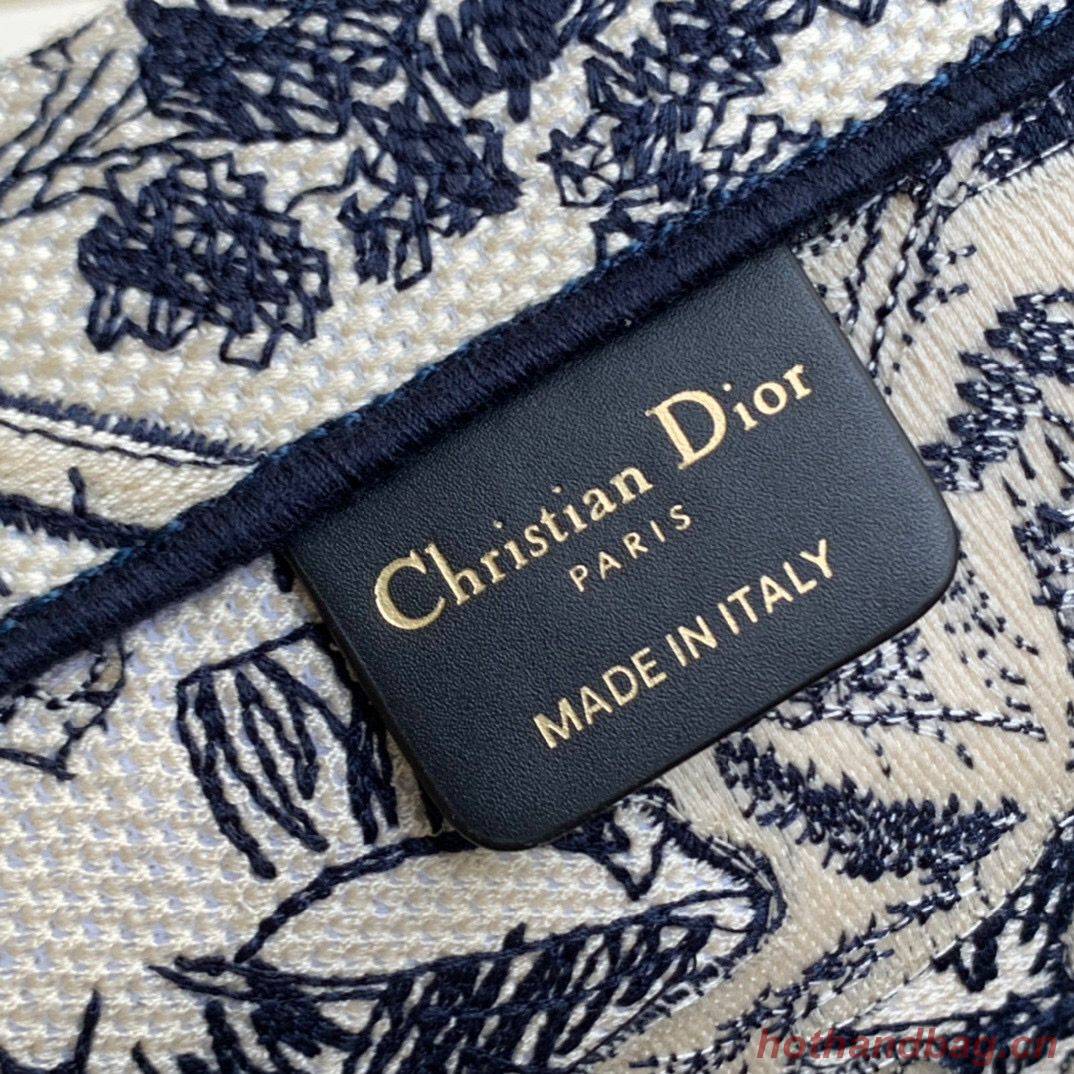 Christian Dior
PARIS
MADE IN ITALY
hothandbag.cn